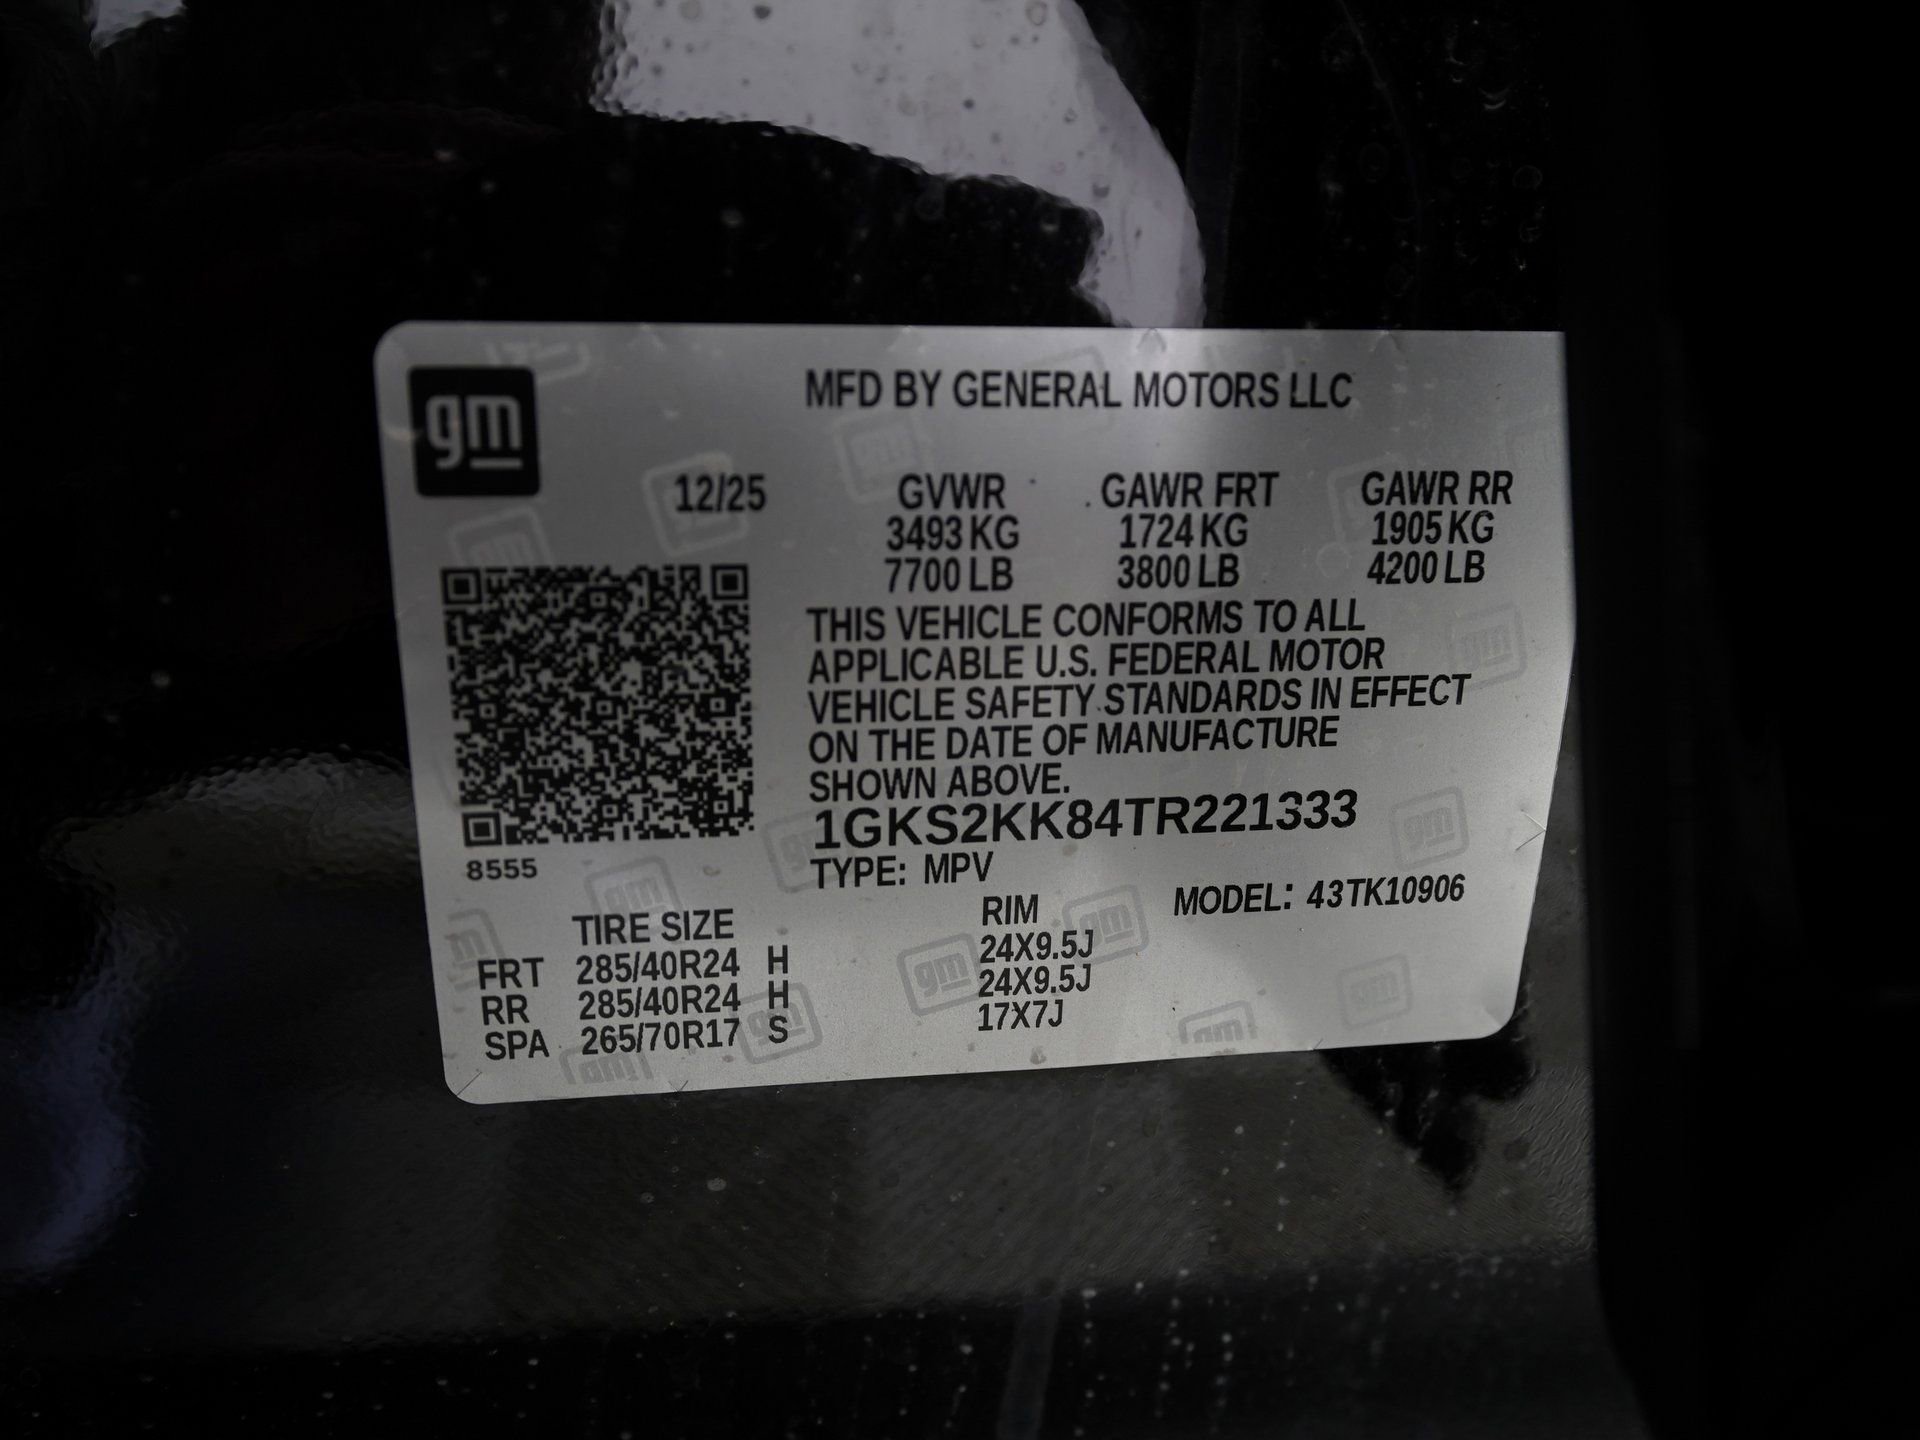 gm
MFD BY GENERAL MOTORS LLC
12/25 GVWR GAWR FRT GAWR RR
3493 KG 1724 KG 1905 KG
7700 LB 3800 LB 4200 LB
THIS VEHICLE CONFORMS TO ALL
APPLICABLE U.S. FEDERAL MOTOR
VEHICLE SAFETY STANDARDS IN EFFECT
ON THE DATE OF MANUFACTURE
SHOWN ABOVE.
1GKS2KK84TR221333
8555
TYPE: MPV
MODEL: 43TK10906
TIRE SIZE RIM
FRT 285/40R24 H 24X9.5J
RR 285/40R24 H 24X9.5J
SPA 265/70R17 S 17X7J